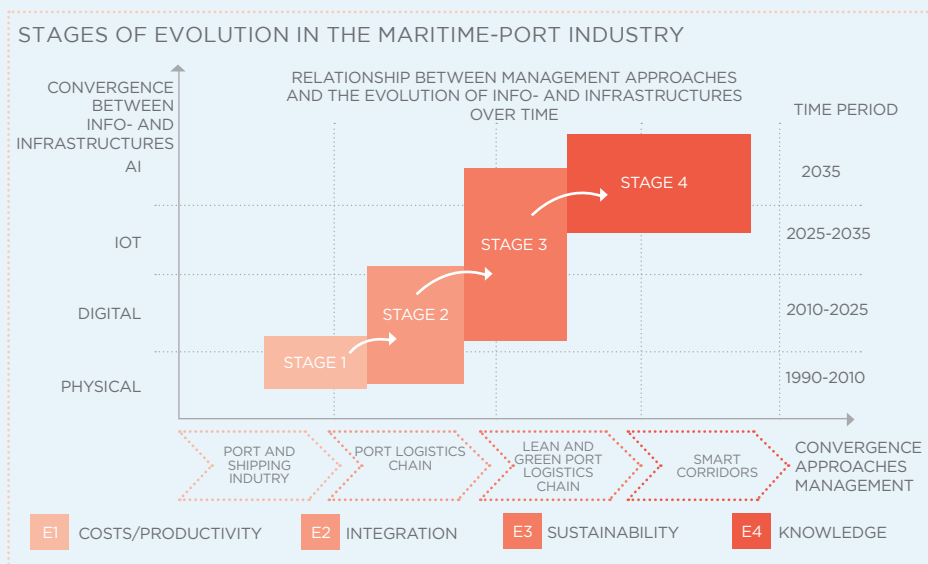 STAGES OF EVOLUTION IN THE MARITIME-PORT INDUSTRY
CONVERGENCE
BETWEEN
INFO- AND
INFRASTRUCTURES
RELATIONSHIP BETWEEN MANAGEMENT APPROACHES
AND THE EVOLUTION OF INFO- AND INFRASTRUCTURES
OVER TIME
TIME PERIOD
AI
STAGE 4
2035
IOT
STAGE 3
2025-2035
DIGITAL
STAGE 2
2010-2025
STAGE 1
PHYSICAL
1990-2010
PORT AND
SHIPPING
INDUTRY
PORT LOGISTICS
CHAIN
LEAN AND
GREEN PORT
LOGISTICS
CHAIN
SMART
CORRIDORS
CONVERGENCE
APPROACHES
MANAGEMENT
E1 COSTS/PRODUCTIVITY
E2 INTEGRATION
E3 SUSTAINABILITY
E4 KNOWLEDGE